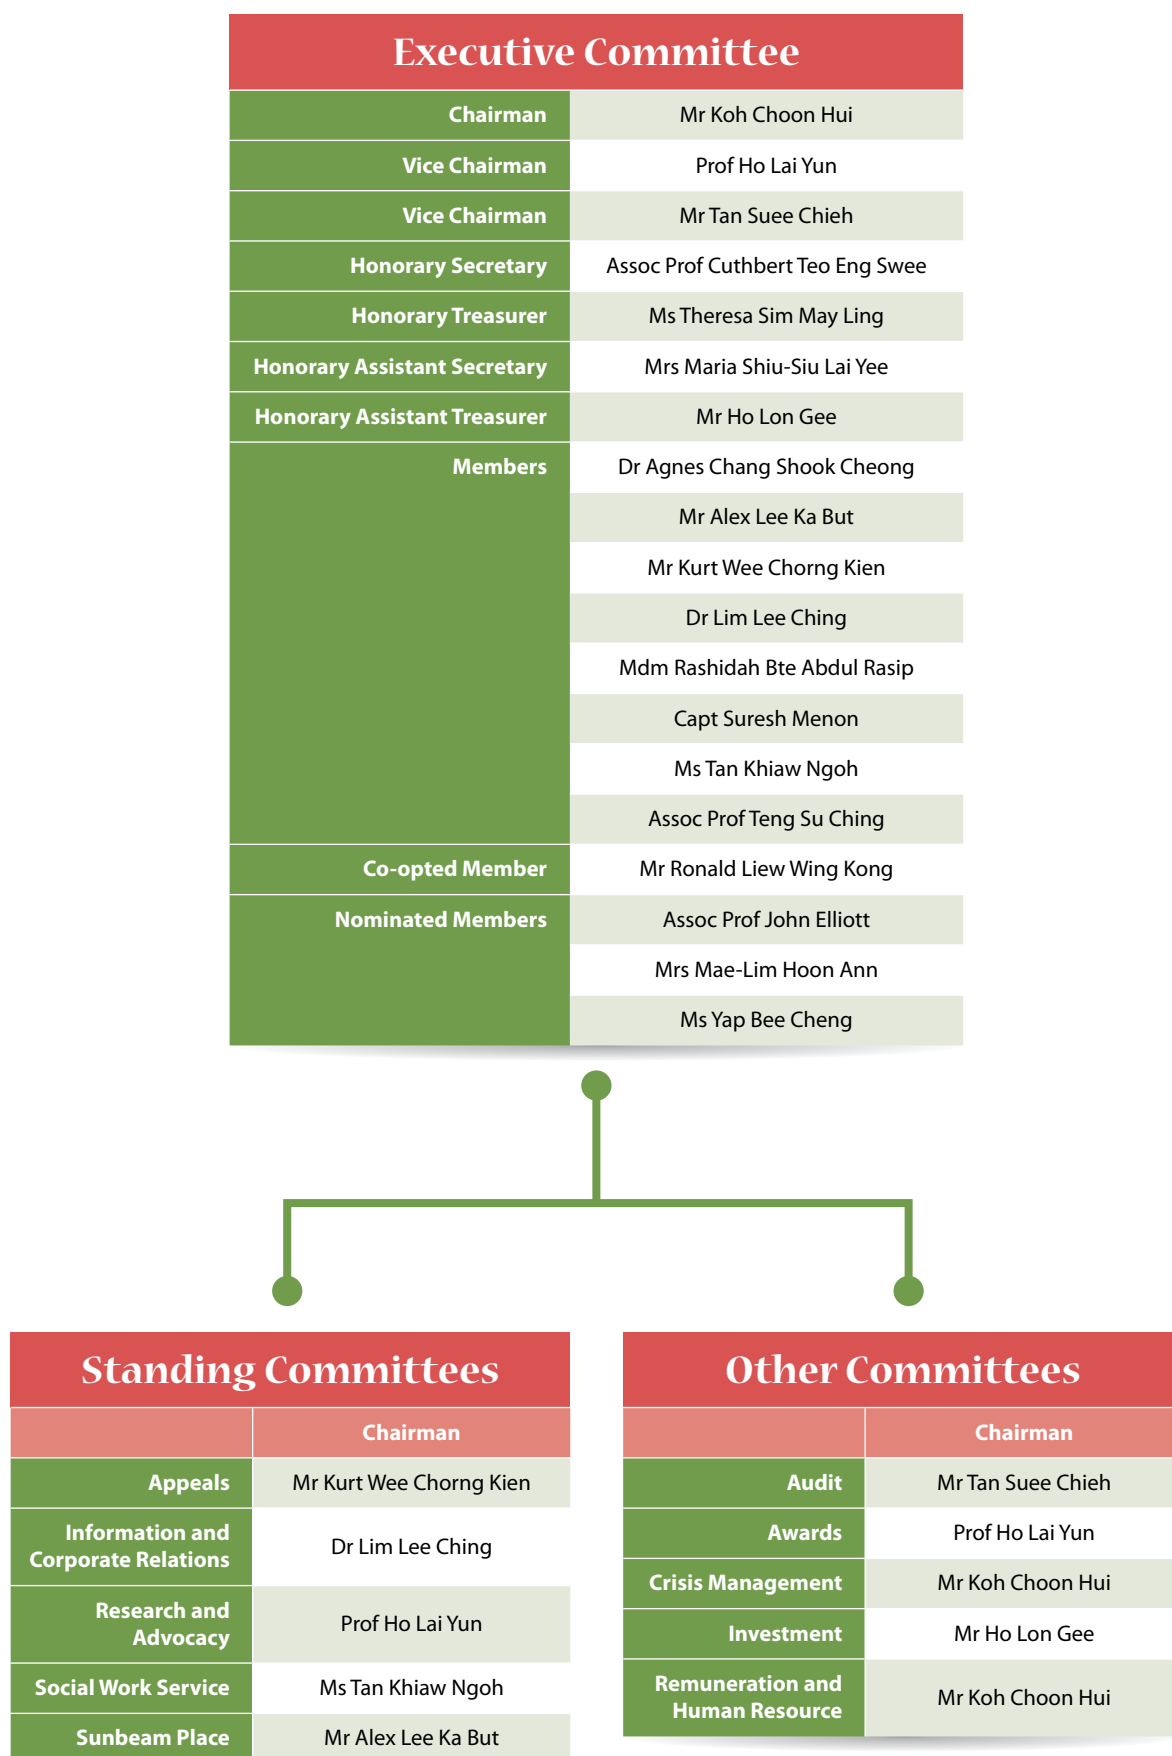 Executive Committee
Chairman Mr Koh Choon Hui
Vice Chairman Prof Ho Lai Yun
Vice Chairman Mr Tan Suee Chieh
Honorary Secretary Assoc Prof Cuthbert Teo Eng Swee
Honorary Treasurer Ms Theresa Sim May Ling
Honorary Assistant Secretary Mrs Maria Shiu-Siu Lai Yee
Honorary Assistant Treasurer Mr Ho Lon Gee
Members Dr Agnes Chang Shook Cheong
Mr Alex Lee Ka But
Mr Kurt Wee Chorng Kien
Dr Lim Lee Ching
Mdm Rashidah Bte Abdul Rasip
Capt Suresh Menon
Ms Tan Khiaw Ngoh
Assoc Prof Teng Su Ching
Co-opted Member Mr Ronald Liew Wing Kong
Nominated Members Assoc Prof John Elliott
Mrs Mae-Lim Hoon Ann
Ms Yap Bee Cheng
Standing Committees
Chairman
Appeals Mr Kurt Wee Chorng Kien
Information and
Corporate Relations Dr Lim Lee Ching
Research and
Advocacy Prof Ho Lai Yun
Social Work Service Ms Tan Khiaw Ngoh
Sunbeam Place Mr Alex Lee Ka But
Other Committees
Chairman
Audit Mr Tan Suee Chieh
Awards Prof Ho Lai Yun
Crisis Management Mr Koh Choon Hui
Investment Mr Ho Lon Gee
Remuneration and
Human Resource Mr Koh Choon Hui